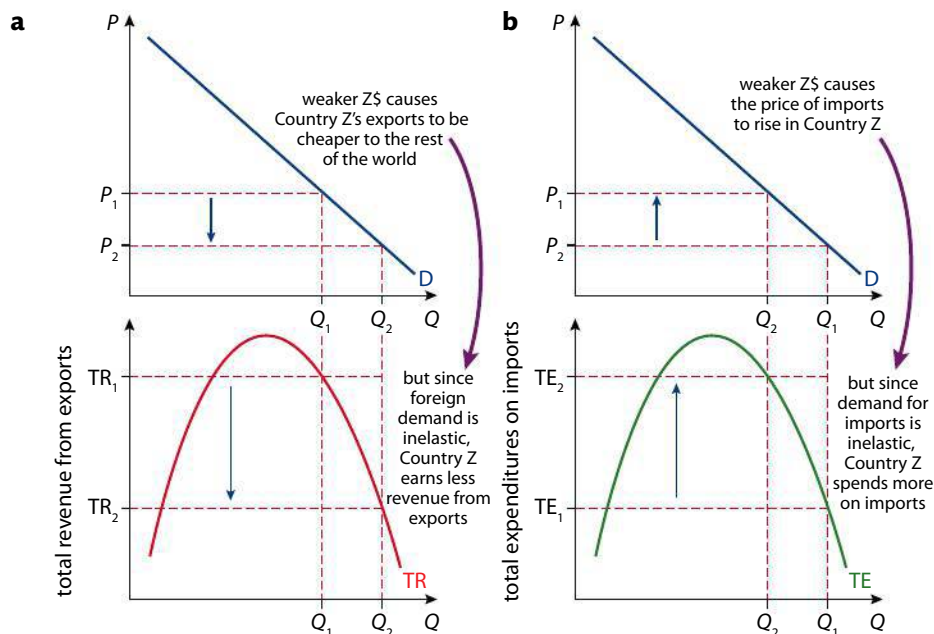 a
P
weaker Z$ causes
Country Z's exports to be
cheaper to the rest
of the world
P1
P2
D
Q1
Q2
Q
total revenue from exports
TR1
TR2
but since
foreign
demand is
inelastic,
Country Z
earns less
revenue from
exports
TR
Q1
Q2
Q
b
P
weaker Z$ causes
the price of imports
to rise in Country Z
P1
P2
D
Q2
Q1
Q
total expenditures on imports
TE2
TE1
but since
demand for
imports is
inelastic,
Country Z
spends more
on imports
TE
Q2
Q1
Q